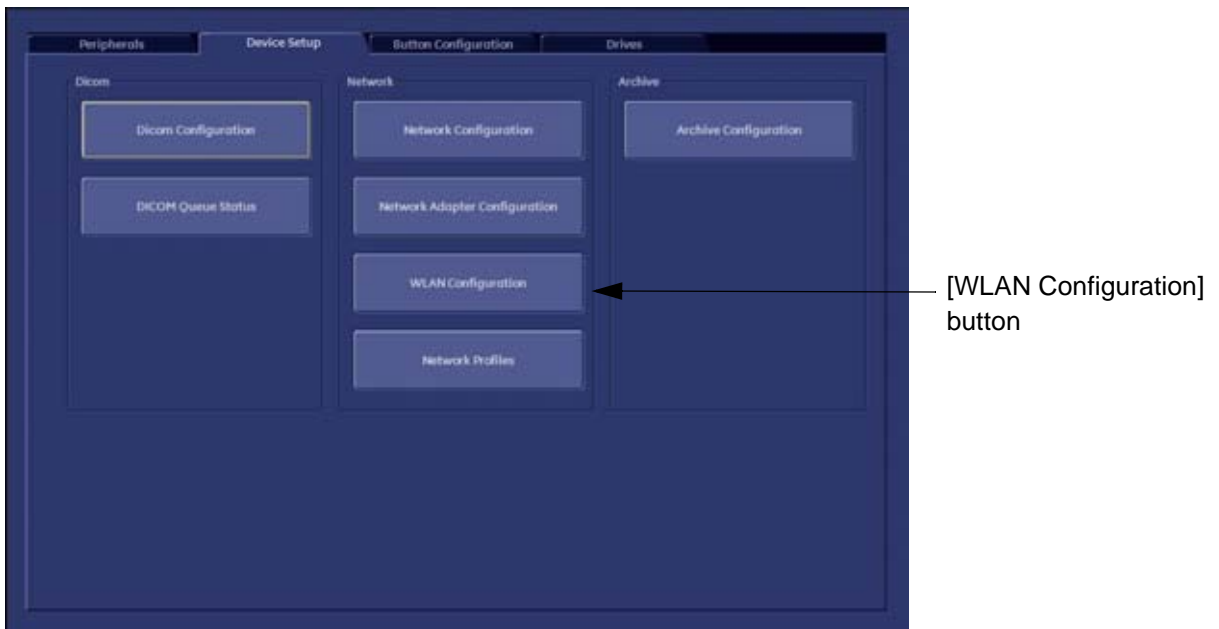 Peripherals Device Setup Button Configuration Drives
Dicom Network Archive
Dicom Configuration Network Configuration Archive Configuration
DICOM Queue Status Network Adapter Configuration
WLAN Configuration
[WLAN Configuration]
button
Network Profiles